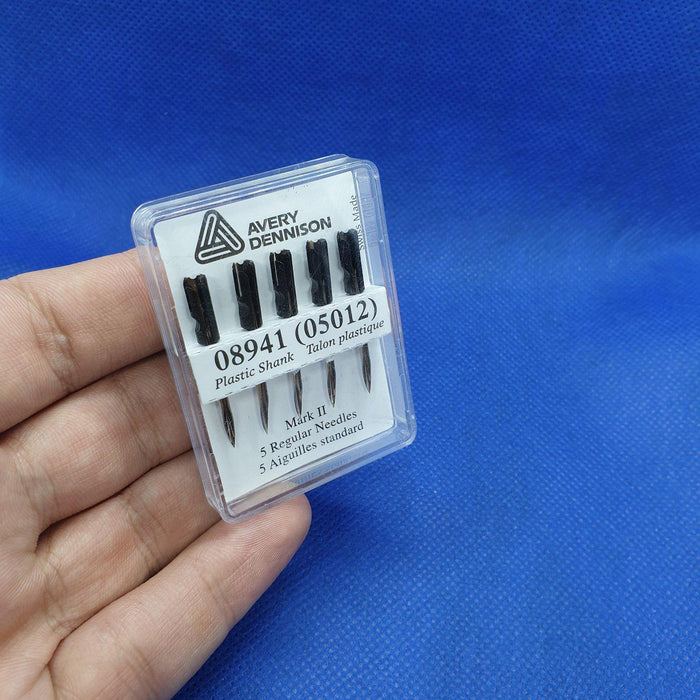 AVERY
DENNISON
Swiss Made
08941 (05012)
Plastic Shank Talon plastique
Mark II
5 Regular Needles
5 Aiguilles standard